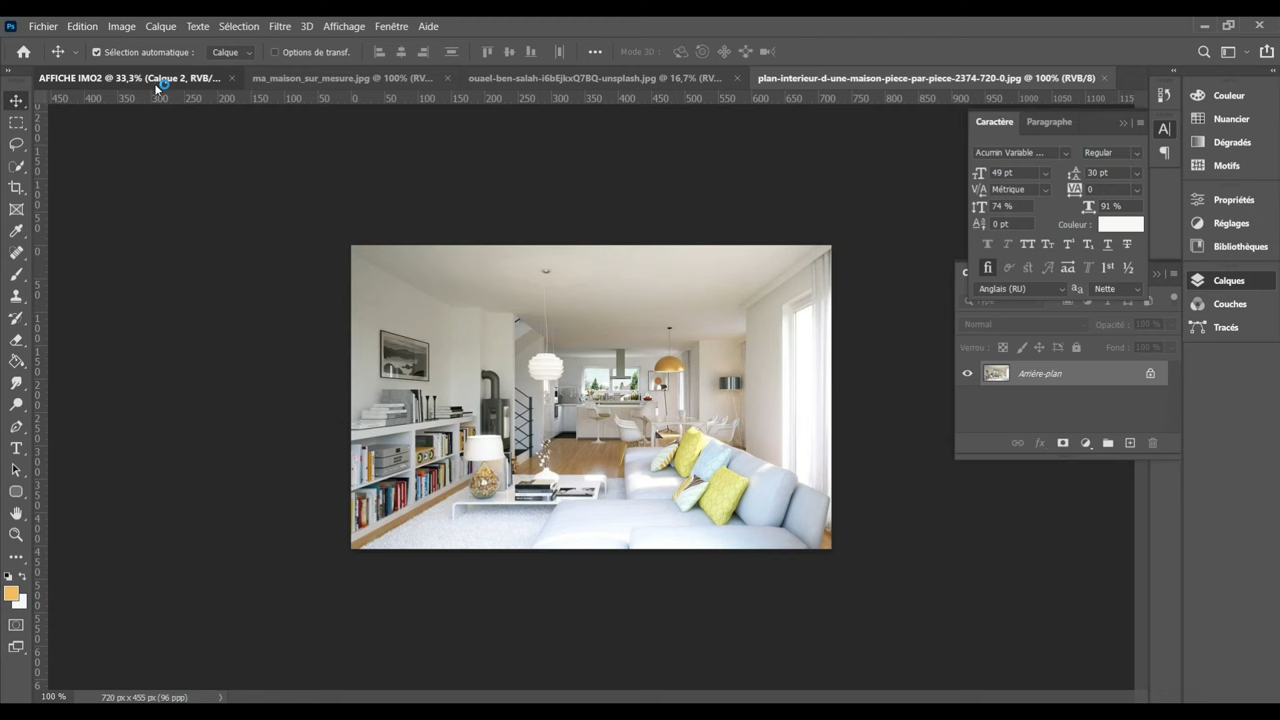 Ps Fichier Edition Image Calque Texte Sélection Filtre 3D Affichage Fenêtre Aide
Sélection automatique : Calque Options de transf. Mode 3D :
AFFICHE IMO2 @ 33,3% (Calque 2, RVB/... ma_maison_sur_mesure.jpg @ 100% (RV... ouael-ben-salah-i6bEjkxQ7BQ-unsplash.jpg @ 16,7% (RV... plan-interieur-d-une-maison-piece-par-piece-2374-720-0.jpg @ 100% (RVB/8)
450 400 350 300 250 200 150 100 50 0 50 100 150 200 250 300 350 400 450 500 550 600 650 700 750 800 850 900 950 1000 1050 1100 115
Couleur
Nuancier
Dégradés
Motifs
Propriétés
Réglages
Bibliothèques
Calques
Couches
Tracés
Caractère Paragraphe
Acumin Variable ... Regular
49 pt 30 pt
Métrique 0
74 % 91 %
0 pt Couleur :
Anglais (RU) Nette
Normal Opacité : 100 %
Verrou : Fond : 100 %
Arrière-plan
100 % 720 px x 455 px (96 ppp)